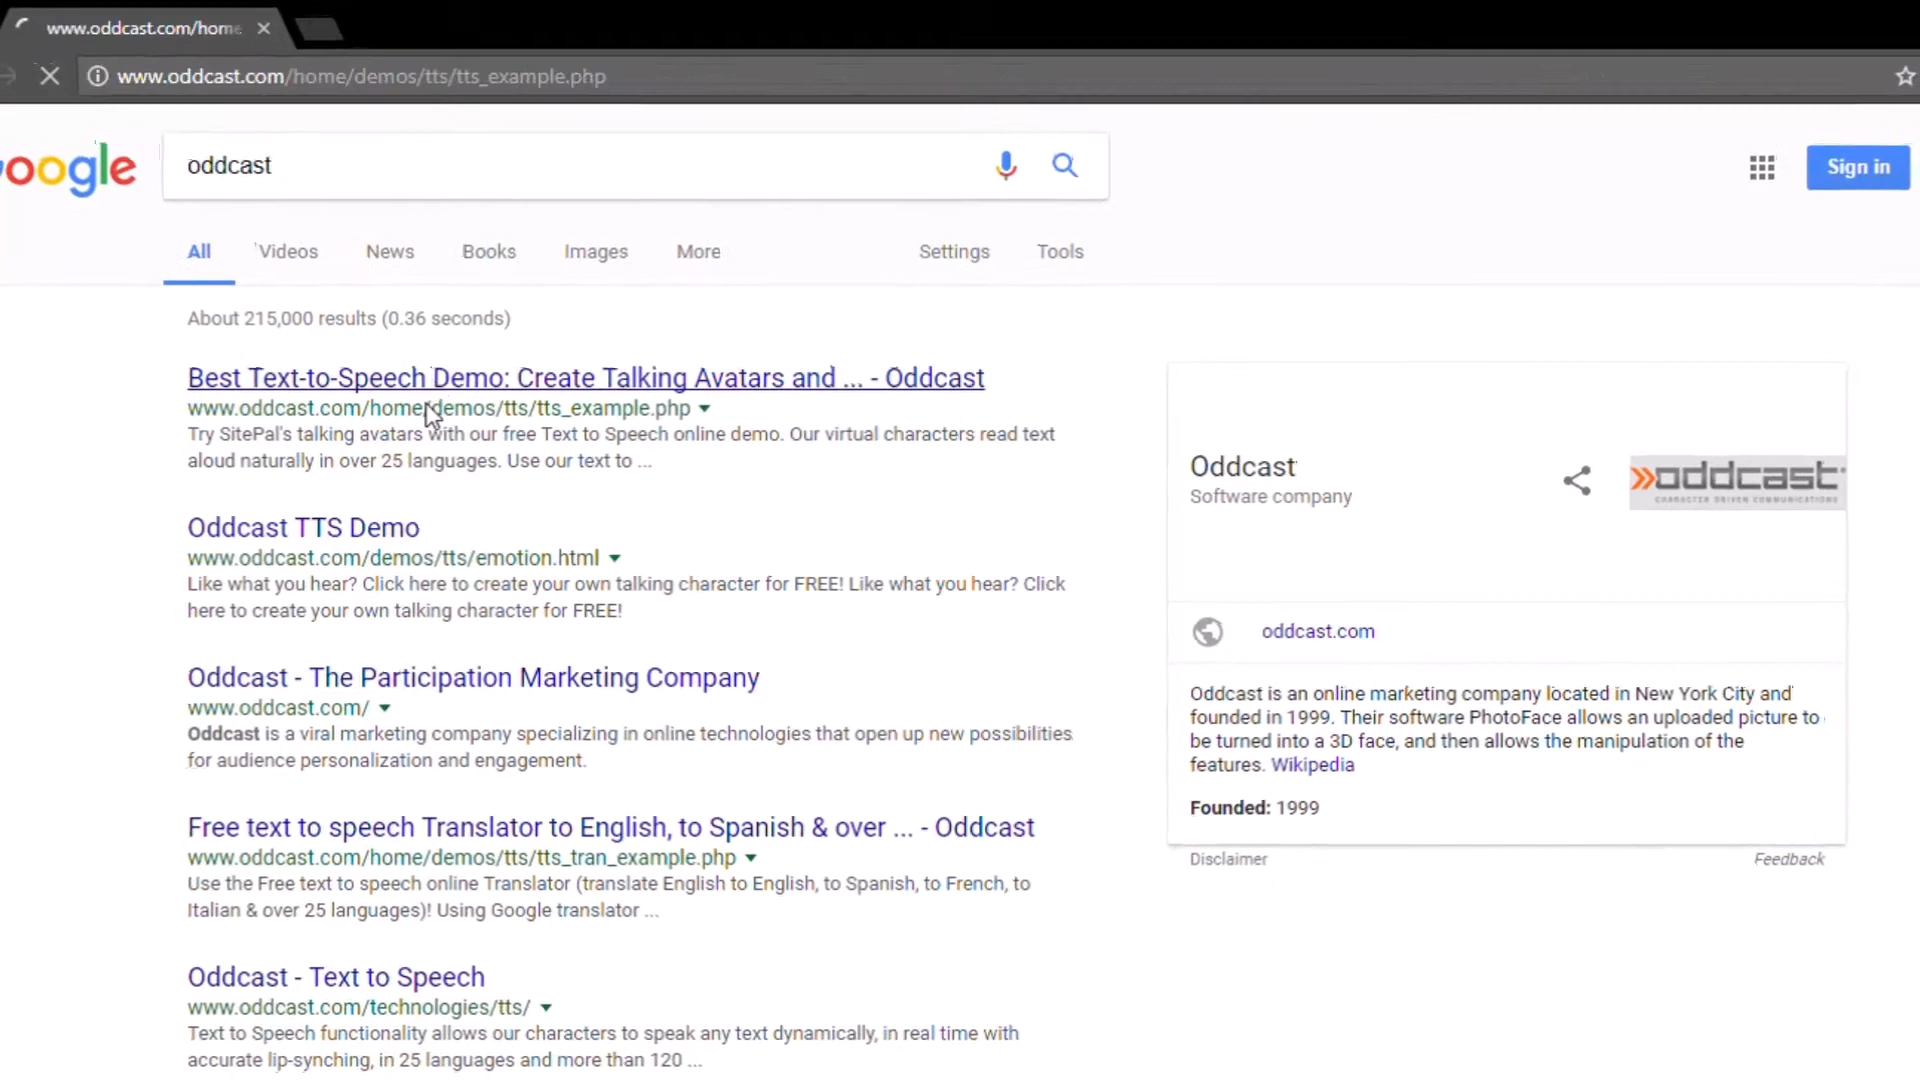 www.oddcast.com/home
www.oddcast.com/home/demos/tts/tts_example.php
oogle
oddcast
Sign in
All Videos News Books Images More Settings Tools
About 215,000 results (0.36 seconds)
Best Text-to-Speech Demo: Create Talking Avatars and ... - Oddcast
www.oddcast.com/home/demos/tts/tts_example.php
Try SitePal's talking avatars with our free Text to Speech online demo. Our virtual characters read text
aloud naturally in over 25 languages. Use our text to ...
Oddcast TTS Demo
www.oddcast.com/demos/tts/emotion.html
Like what you hear? Click here to create your own talking character for FREE! Like what you hear? Click
here to create your own talking character for FREE!
Oddcast - The Participation Marketing Company
www.oddcast.com/
Oddcast is a viral marketing company specializing in online technologies that open up new possibilities
for audience personalization and engagement.
Free text to speech Translator to English, to Spanish & over ... - Oddcast
www.oddcast.com/home/demos/tts/tts_tran_example.php
Use the Free text to speech online Translator (translate English to English, to Spanish, to French, to
Italian & over 25 languages)! Using Google translator ...
Oddcast - Text to Speech
www.oddcast.com/technologies/tts/
Text to Speech functionality allows our characters to speak any text dynamically, in real time with
accurate lip-synching, in 25 languages and more than 120 ...
Oddcast
Software company
oddcast
CHARACTER DRIVEN COMMUNICATIONS
oddcast.com
Oddcast is an online marketing company located in New York City and
founded in 1999. Their software PhotoFace allows an uploaded picture to
be turned into a 3D face, and then allows the manipulation of the
features. Wikipedia
Founded: 1999
Disclaimer
Feedback